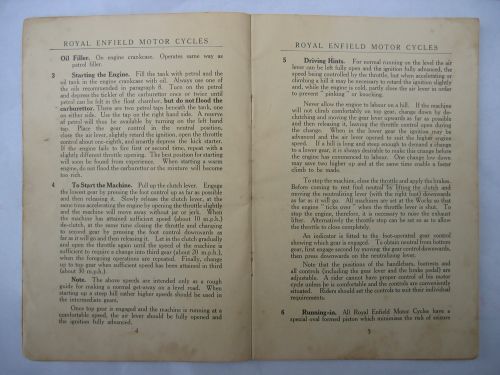 ROYAL ENFIELD MOTOR CYCLES
Oil Filler. On engine crankcase. Operates same way as
petrol filler.
3 Starting the Engine. Fill the tank with petrol and the
oil tank in the engine crankcase with oil. Always use one of
the oils recommended in paragraph 8. Turn on the petrol
and depress the tickler of the carburettor once or twice until
petrol can be felt in the float chamber, but do not flood the
carburettor. There are two petrol taps beneath the tank, one
on either side. Use the tap on the right hand side. A reserve
of petrol will thus be available by turning on the left hand
tap. Place the gear control in the neutral position,
close the air lever, slightly retard the ignition, open the throttle
control about one-eighth, and smartly depress the kick starter.
If the engine fails to fire fast or second time, repeat with a
slightly different throttle opening. The best position for starting
will soon be found from experience. When starting a warm
engine, do not flood the carburettor or the mixture will become
too rich.
4 To Start the Machine. Pull up the clutch lever. Engage
the lowest gear by pressing the foot control up as far as possible
and then releasing it. Slowly release the clutch lever, at the
same time accelerating the engine by opening the throttle slightly
and the machine will move away without jar or jerk. When
the machine has attained sufficient speed (about 10 m.p.h.)
de-clutch, at the same time closing the throttle and changing
to second gear by pressing the foot control downwards as
far as it will go and then releasing it. Let in the clutch gradually
and open the throttle again until the speed of the machine is
sufficient to require a change into third gear (about 20 m.p.h.),
when the foregoing operations are repeated. Finally, change
up to top gear when sufficient speed has been attained in third
(about 30 m.p.h.)
Note. The above speeds are intended only as a rough
guide for making a normal get-away on a level road. When
starting up a steep hill rather higher speeds should be used in
the intermediate gears.
Once top gear is engaged and the machine is running at a
comfortable speed, the air lever should be fully opened and
the ignition fully advanced.
4
ROYAL ENFIELD MOTOR CYCLES
5 Driving Hints. For normal running on the level the air
lever can be left fully open and the ignition fully advanced, the
speed being controlled by the throttle, but when accelerating or
climbing a hill it may be necessary to retard the ignition slightly
and, while the engine is cold, partly close the air lever in order
to prevent "pinking" or knocking.
Never allow the engine to labour on a hill. If the machine
will not climb comfortably on top gear, change down by de-
clutching and moving the gear lever upwards as far as possible
and then releasing it, leaving the throttle control open during
the change. When in the lower gear the ignition may be
advanced and the air lever opened to suit the higher engine
speed. If a hill is long and steep enough to demand a change
to a lower gear, it is always desirable to make this change before
the engine has commenced to labour. One change low down
may save two higher up and at the same time enable a faster
climb to be made.
To stop the machine, close the throttle and apply the brakes.
Before coming to rest find neutral by lifting the clutch and
moving the neutralizing lever (with the right boot) downwards
as far as it will go. All machines are set at the Works so that
the engine "ticks over" when the throttle lever is shut. To
stop the engine, therefore, it is necessary to raise the exhaust
lifter. Alternatively the throttle stop can be set so as to allow
the throttle to close completely.
An indicator is fitted to the foot-operated gear control
showing which gear is engaged. To obtain neutral from bottom
gear, first engage second by moving the gear control downwards,
then press downwards on the neutralizing lever.
Note that the positions of the handlebars, footrests and
all controls (including the gear lever and the brake pedal) are
adjustable. A rider cannot have proper control of his motor
cycle unless he is comfortable and the controls are conveniently
situated. Riders should set the controls to suit their individual
requirements.
6 Running-in. All Royal Enfield Motor Cycles have a
special oval formed piston which minimises the risk of seizure
5